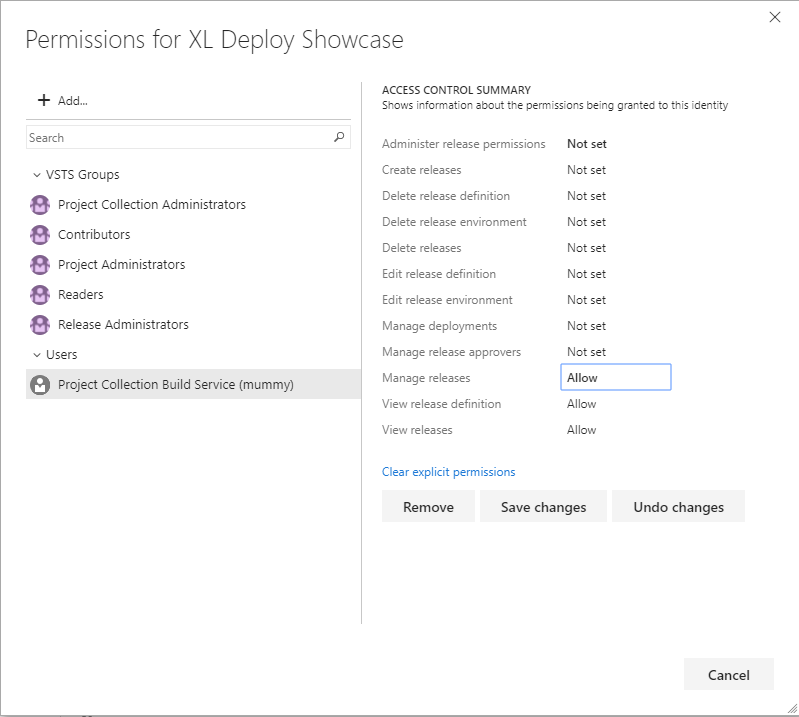 Permissions for XL Deploy Showcase
Add...
Search
VSTS Groups
Project Collection Administrators
Contributors
Project Administrators
Readers
Release Administrators
Users
Project Collection Build Service (mummy)
ACCESS CONTROL SUMMARY
Shows information about the permissions being granted to this identity
Administer release permissions Not set
Create releases Not set
Delete release definition Not set
Delete release environment Not set
Delete releases Not set
Edit release definition Not set
Edit release environment Not set
Manage deployments Not set
Manage release approvers Not set
Manage releases Allow
View release definition Allow
View releases Allow
Clear explicit permissions
Remove Save changes Undo changes
Cancel